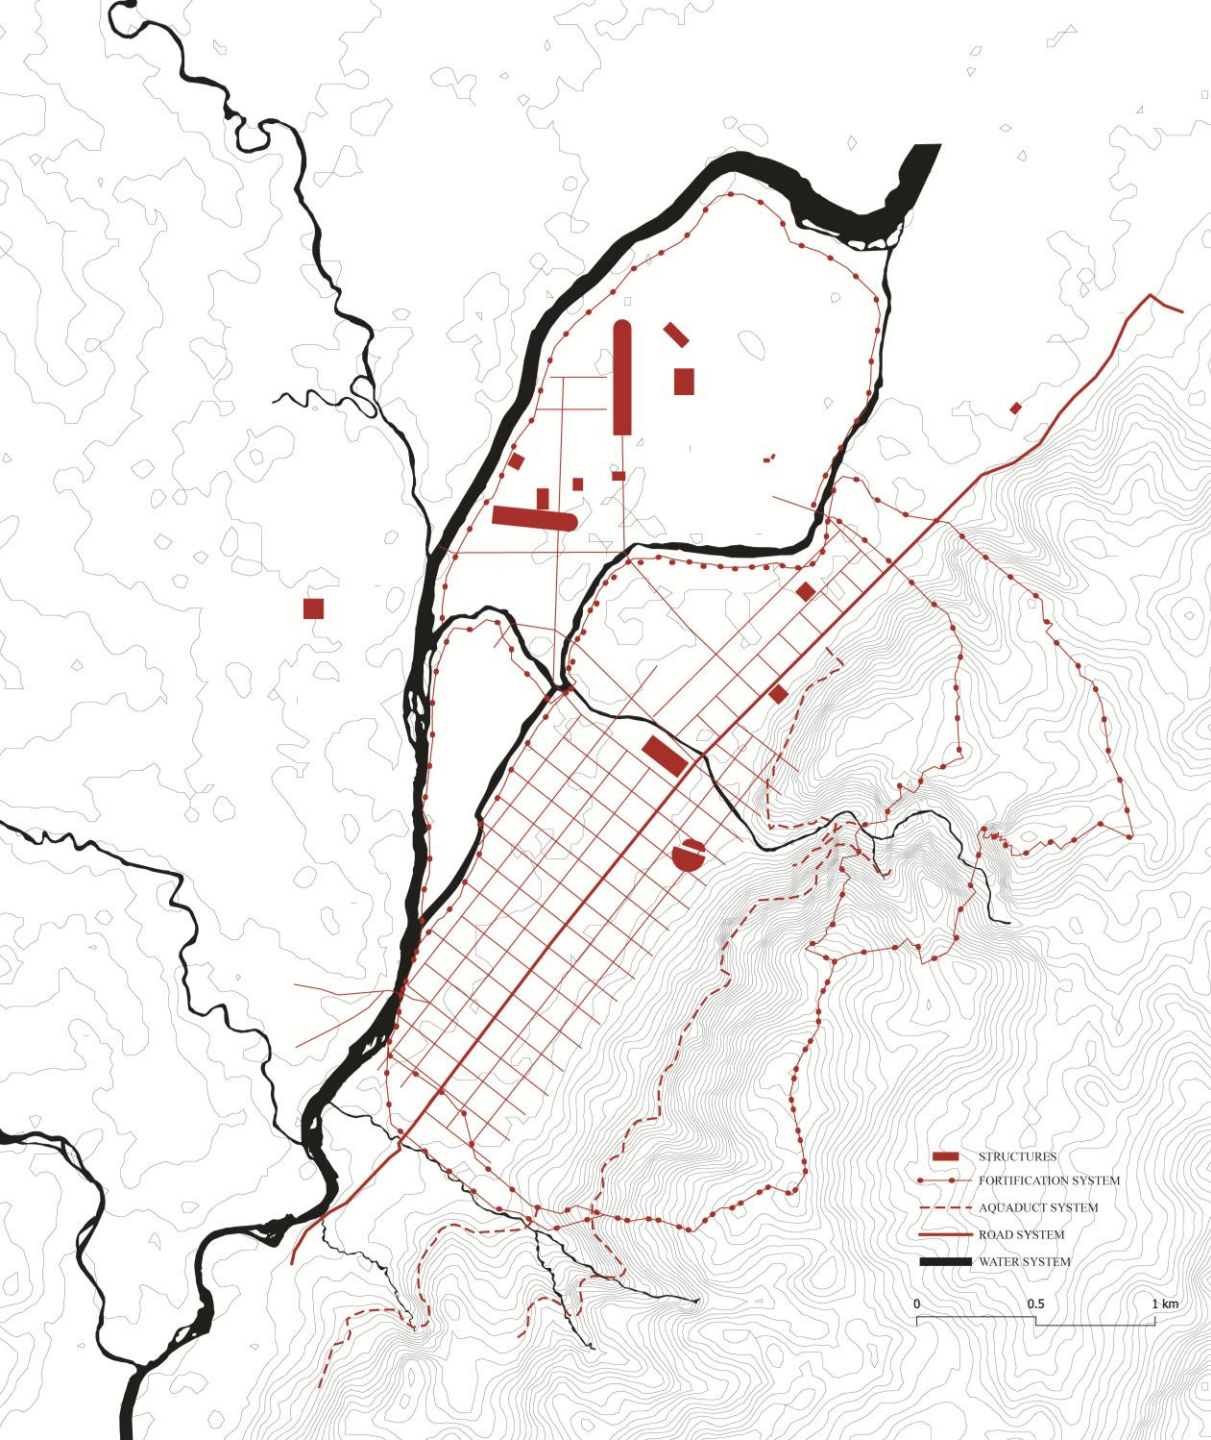 STRUCTURES
FORTIFICATION SYSTEM
AQUADUCT SYSTEM
ROAD SYSTEM
WATER SYSTEM
0 0.5 1 km